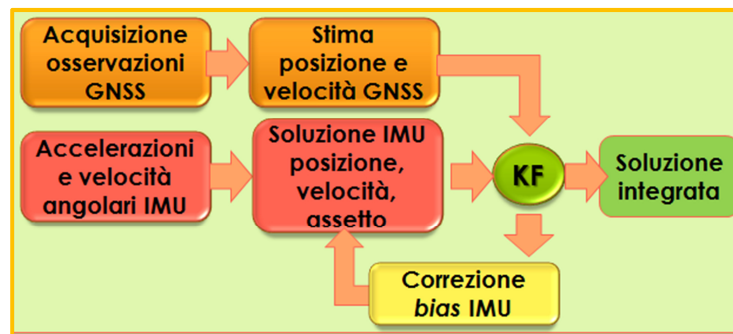 Acquisizione
osservazioni
GNSS
Stima
posizione e
velocità GNSS
Accelerazioni
e velocità
angolari IMU
Soluzione IMU
posizione,
velocità,
assetto
KF
Soluzione
integrata
Correzione
bias IMU